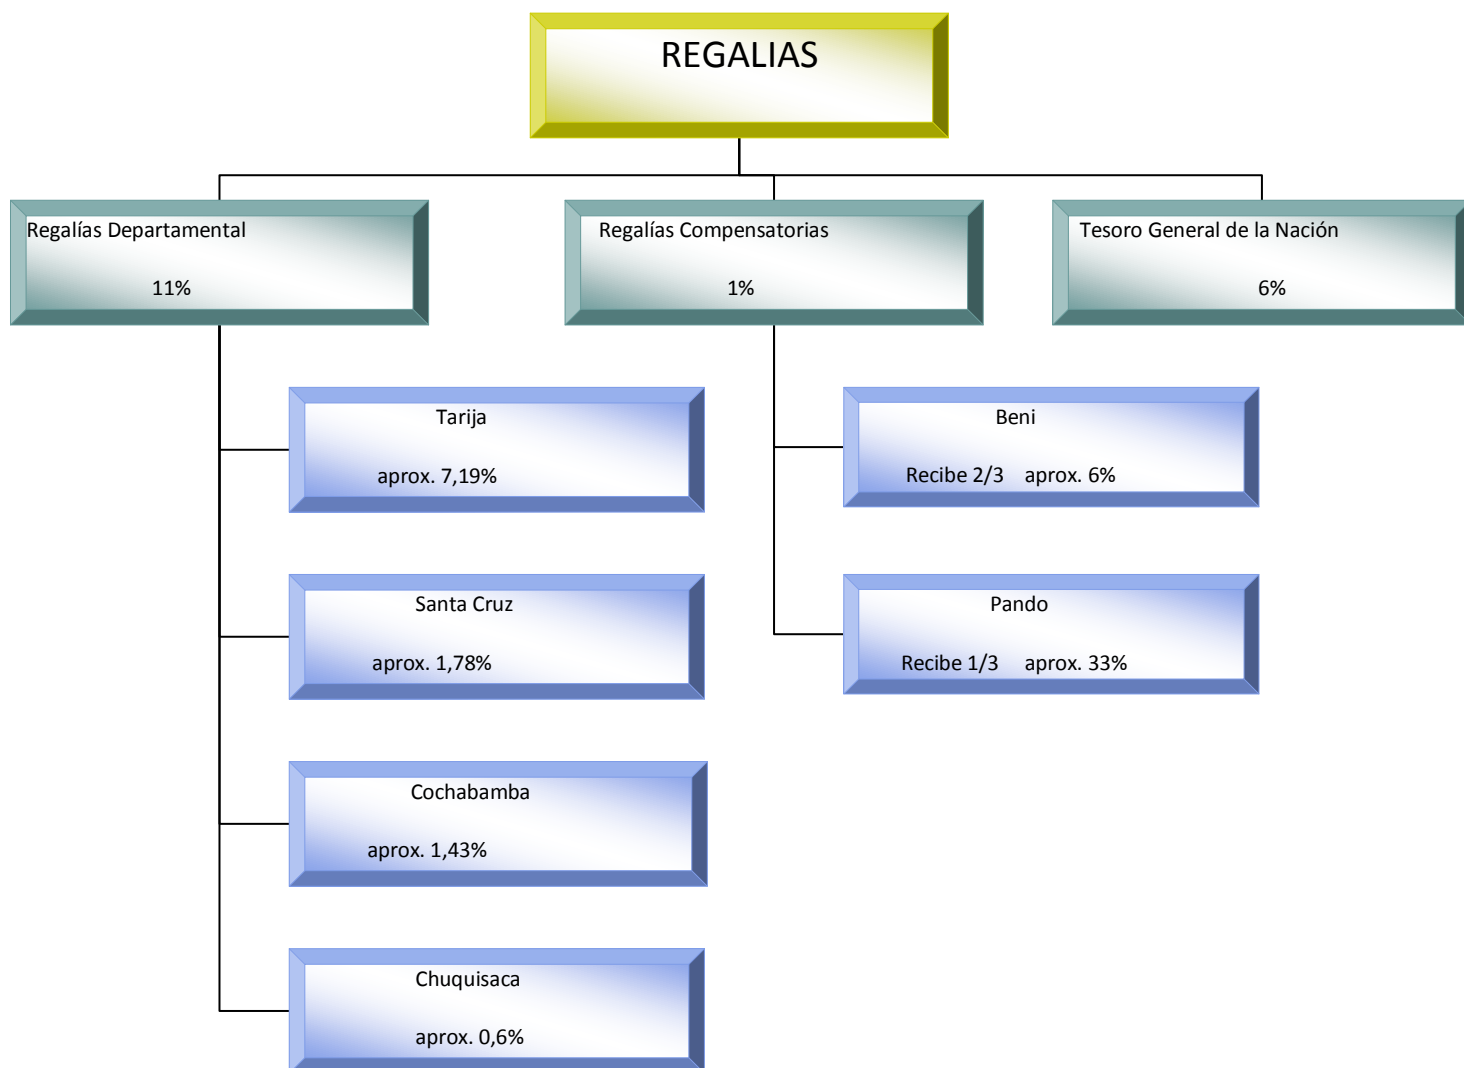 REGALIAS
Regalías Departamental
11%
Regalías Compensatorias
1%
Tesoro General de la Nación
6%
Tarija
aprox. 7,19%
Santa Cruz
aprox. 1,78%
Cochabamba
aprox. 1,43%
Chuquisaca
aprox. 0,6%
Beni
Recibe 2/3 aprox. 6%
Pando
Recibe 1/3 aprox. 33%